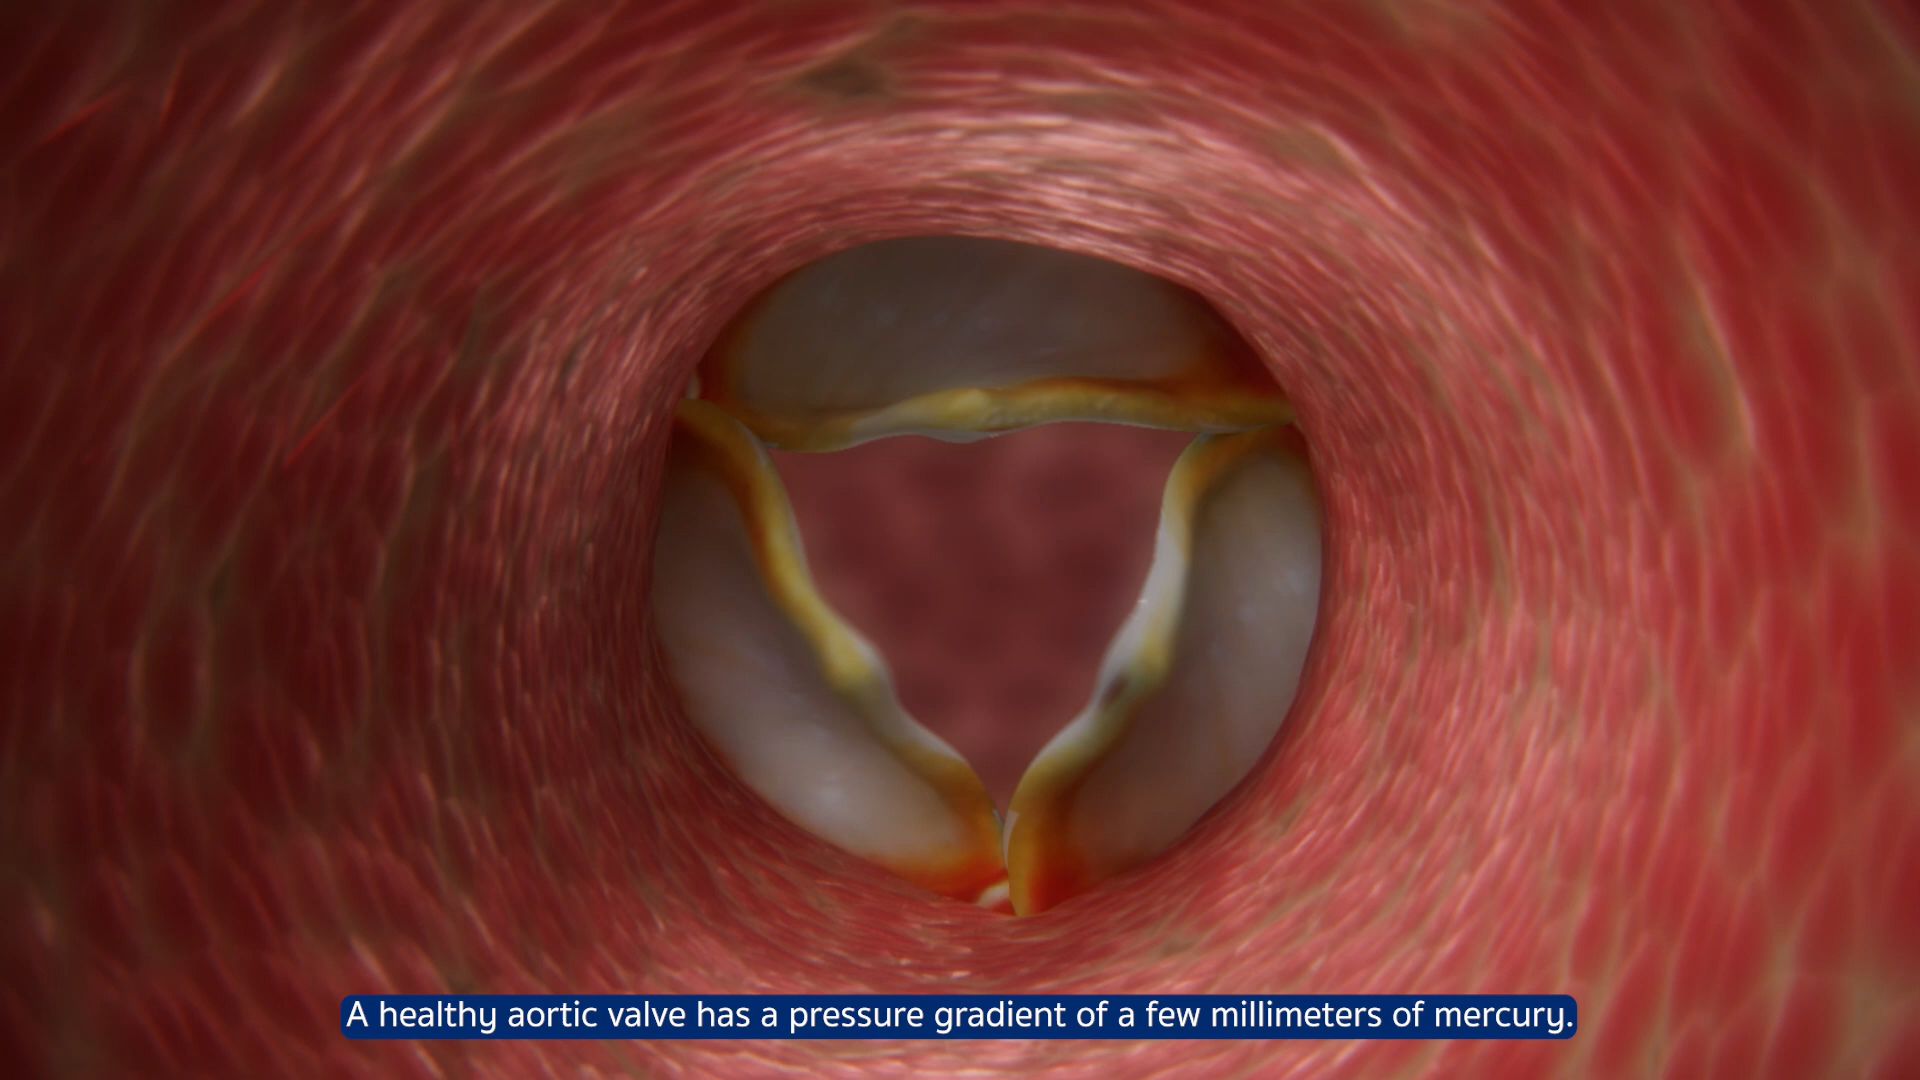 A healthy aortic valve has a pressure gradient of a few millimeters of mercury.